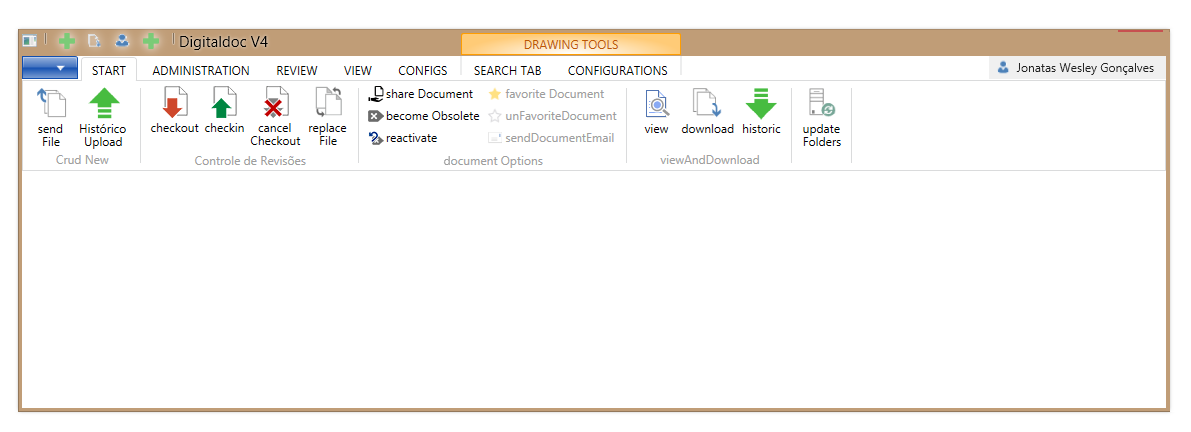 Digitaldoc V4
DRAWING TOOLS
START ADMINISTRATION REVIEW VIEW CONFIGS SEARCH TAB CONFIGURATIONS
Jonatas Wesley Gonçalves
send File
Histórico Upload
Crud New
checkout
checkin
cancel Checkout
replace File
Controle de Revisões
share Document
become Obsolete
reactivate
favorite Document
unFavoriteDocument
sendDocumentEmail
document Options
view
download
historic
viewAndDownload
update Folders